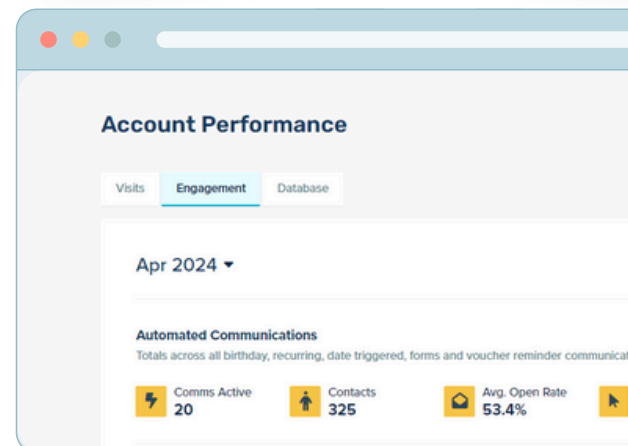 Account Performance
Visits Engagement Database
Apr 2024
Automated Communications
Totals across all birthday, recurring, date triggered, forms and voucher reminder communicat
Comms Active Contacts Avg. Open Rate
20 325 53.4%